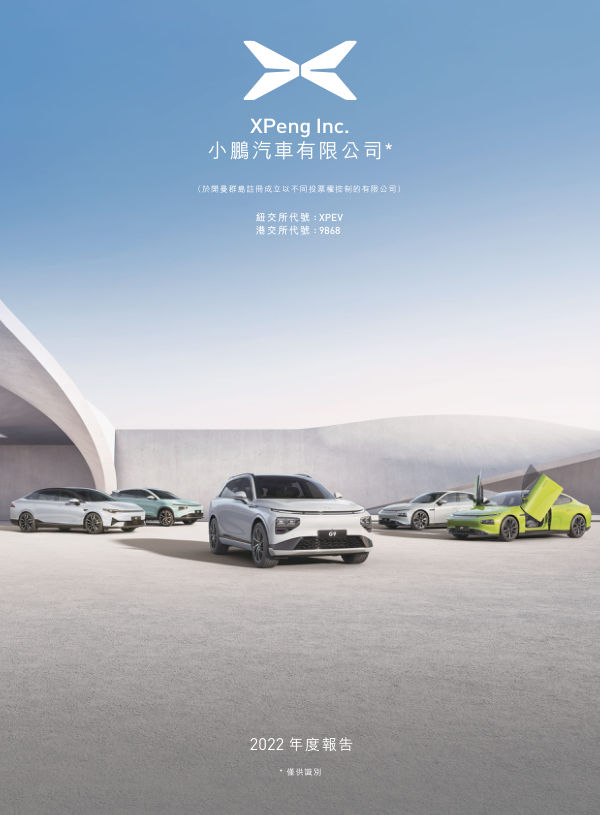 XPeng Inc.
小鵬汽車有限公司*
（於開曼群島註冊成立以不同投票權控制的有限公司）
紐交所代號：XPEV
港交所代號：9868
G9
2022 年度報告
* 僅供識別